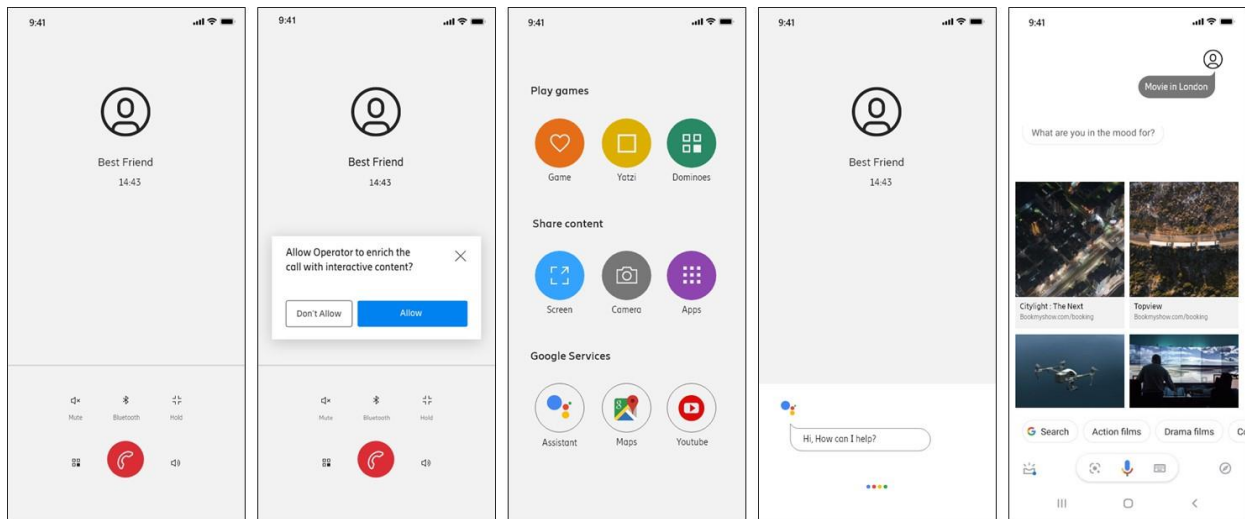 9:41
Best Friend
14:43
Mute Bluetooth Hold
9:41
Best Friend
14:43
Allow Operator to enrich the
call with interactive content?
Don't Allow Allow
Mute Bluetooth Hold
9:41
Play games
Game Yatzi Dominoes
Share content
Screen Camera Apps
Google Services
Assistant Maps Youtube
9:41
Best Friend
14:43
Hi, How can I help?
9:41
Movie in London
What are you in the mood for?
Citylight : The Next Topview
Bookmyshow.com/booking Bookmyshow.com/booking
G Search Action films Drama films